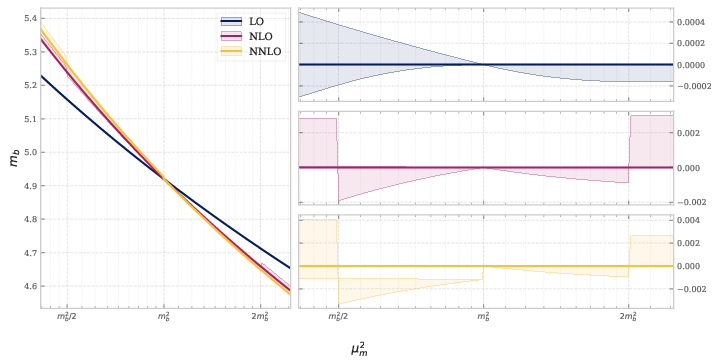 5.4
5.3
5.2
5.1
5.0
4.9
4.8
4.7
4.6
m_b
LO
NLO
NNLO
m_b^2/2
m_b^2
2m_b^2
0.0004
0.0002
0.0000
−0.0002
0.002
0.000
−0.002
0.004
0.002
0.000
−0.002
m_b^2/2
m_b^2
2m_b^2
μ_m^2